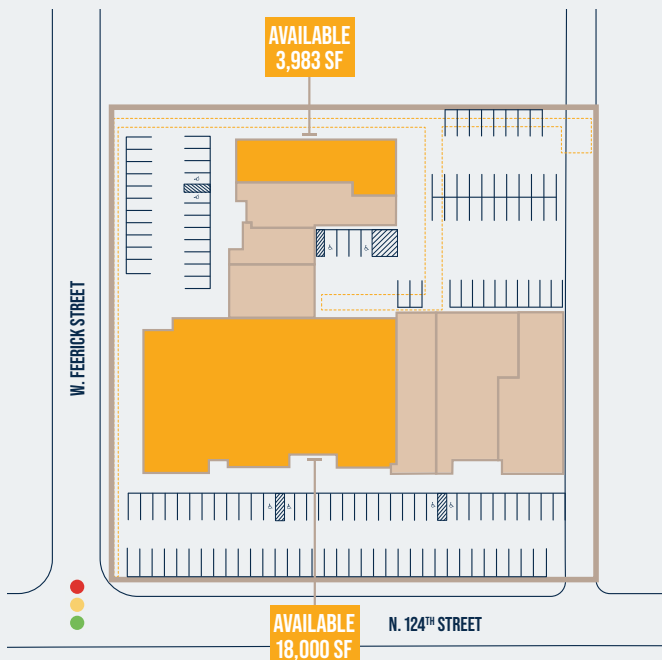 AVAILABLE
3,983 SF
W. FEERICK STREET
AVAILABLE
18,000 SF
N. 124TH STREET